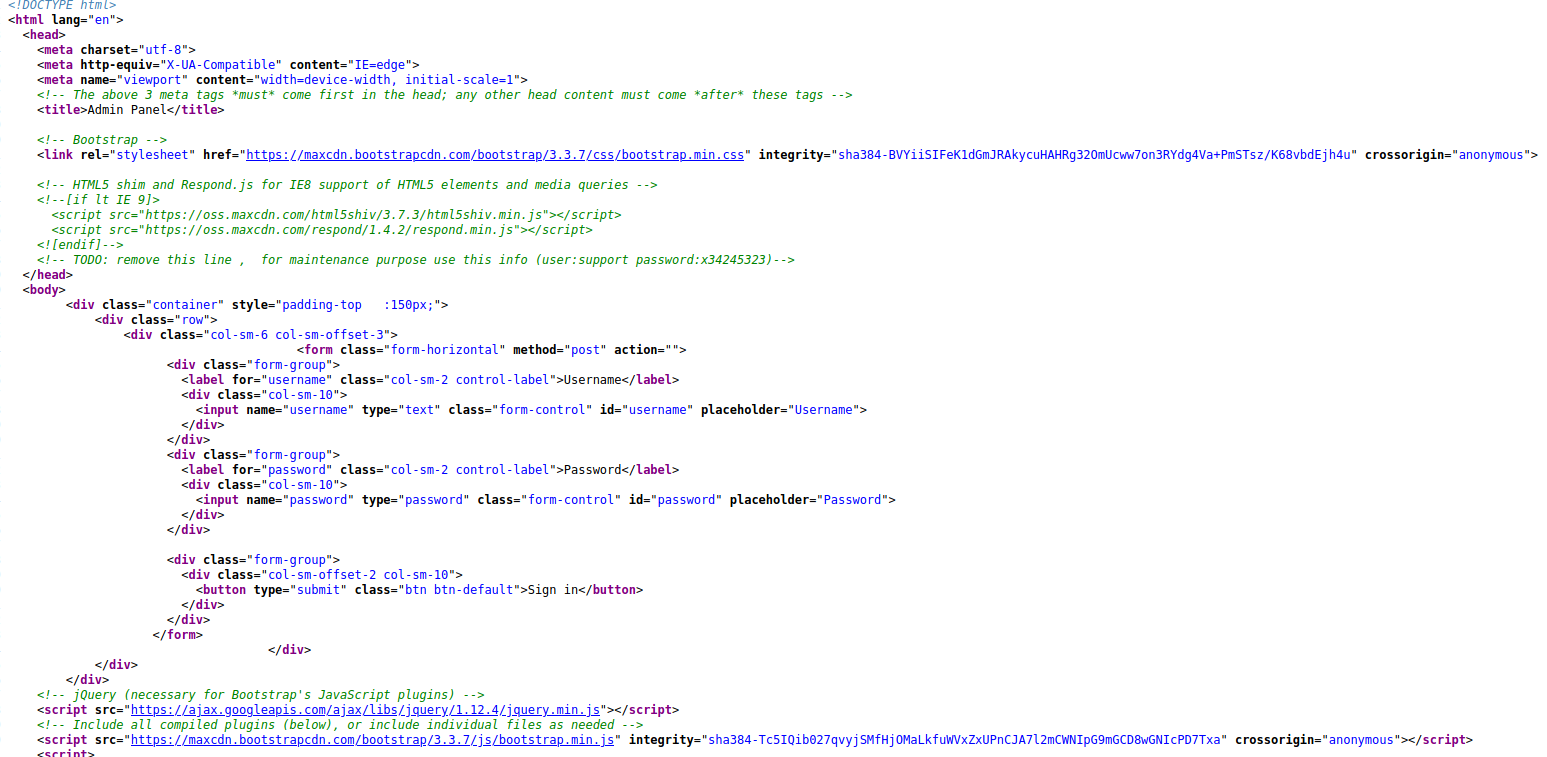 <!DOCTYPE html>
<html lang="en">
<head>
<meta charset="utf-8">
<meta http-equiv="X-UA-Compatible" content="IE=edge">
<meta name="viewport" content="width=device-width, initial-scale=1">
<!-- The above 3 meta tags *must* come first in the head; any other head content must come *after* these tags -->
<title>Admin Panel</title>
<!-- Bootstrap -->
<link rel="stylesheet" href="https://maxcdn.bootstrapcdn.com/bootstrap/3.3.7/css/bootstrap.min.css" integrity="sha384-BVYiiSIFeK1dGmJRAkycuHAHRg32OmUcww7on3RYdg4Va+PmSTsz/K68vbdEjh4u" crossorigin="anonymous">
<!-- HTML5 shim and Respond.js for IE8 support of HTML5 elements and media queries -->
<!--[if lt IE 9]>
<script src="https://oss.maxcdn.com/html5shiv/3.7.3/html5shiv.min.js"></script>
<script src="https://oss.maxcdn.com/respond/1.4.2/respond.min.js"></script>
<![endif]-->
<!-- TODO: remove this line ,  for maintenance purpose use this info (user:support password:x34245323)-->
</head>
<body>
<div class="container" style="padding-top   :150px;">
<div class="row">
<div class="col-sm-6 col-sm-offset-3">
<form class="form-horizontal" method="post" action="">
<div class="form-group">
<label for="username" class="col-sm-2 control-label">Username</label>
<div class="col-sm-10">
<input name="username" type="text" class="form-control" id="username" placeholder="Username">
</div>
</div>
<div class="form-group">
<label for="password" class="col-sm-2 control-label">Password</label>
<div class="col-sm-10">
<input name="password" type="password" class="form-control" id="password" placeholder="Password">
</div>
</div>
<div class="form-group">
<div class="col-sm-offset-2 col-sm-10">
<button type="submit" class="btn btn-default">Sign in</button>
</div>
</div>
</form>
</div>
</div>
</div>
<!-- jQuery (necessary for Bootstrap's JavaScript plugins) -->
<script src="https://ajax.googleapis.com/ajax/libs/jquery/1.12.4/jquery.min.js"></script>
<!-- Include all compiled plugins (below), or include individual files as needed -->
<script src="https://maxcdn.bootstrapcdn.com/bootstrap/3.3.7/js/bootstrap.min.js" integrity="sha384-Tc5IQib027qvyjSMfHjOMaLkfuWVxZxUPnCJA7l2mCWNIpG9mGCD8wGNIcPD7Txa" crossorigin="anonymous"></script>
<script>